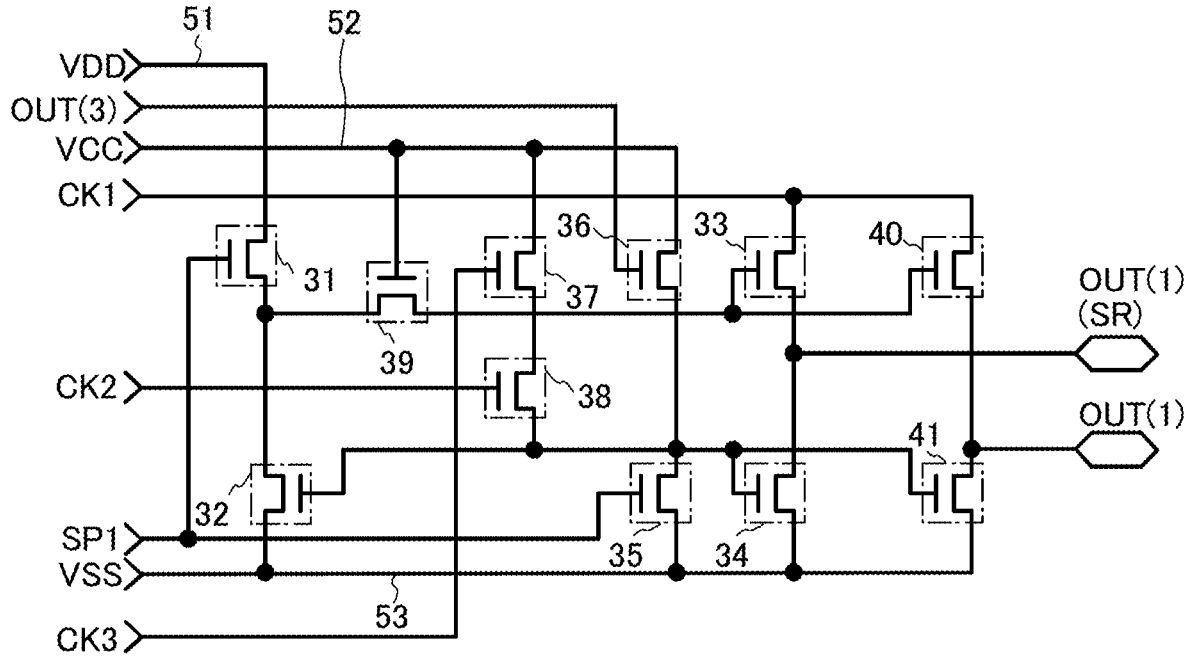 51
52
VDD
OUT(3)
VCC
CK1
36
33
40
31
37
OUT(1)
(SR)
39
CK2
38
OUT(1)
41
32
SP1
35
34
VSS
53
CK3